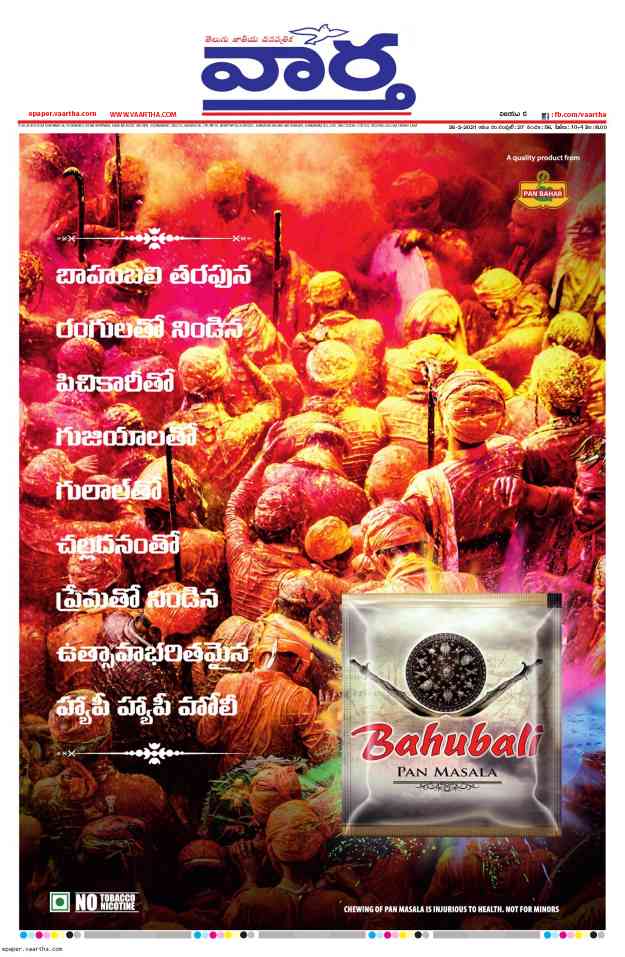 తెలుగు జాతీయ దినపత్రిక
వార్త
epaper.vaartha.com WWW.VAARTHA.COM
: fb.com/vaartha
A quality product from
PAN BAHAR
బాహుబలి తరపున
రంగులతో నిండిన
పిచికారీతో
గుజియాలతో
గులాల్‌తో
చల్లదనంతో
ప్రేమతో నిండిన
ఉత్సాహభరితమైన
హ్యాపీ హ్యాపీ హోలీ
Bahubali
PAN MASALA
NO TOBACCO
NICOTINE
CHEWING OF PAN MASALA IS INJURIOUS TO HEALTH. NOT FOR MINORS
epaper.vaartha.com